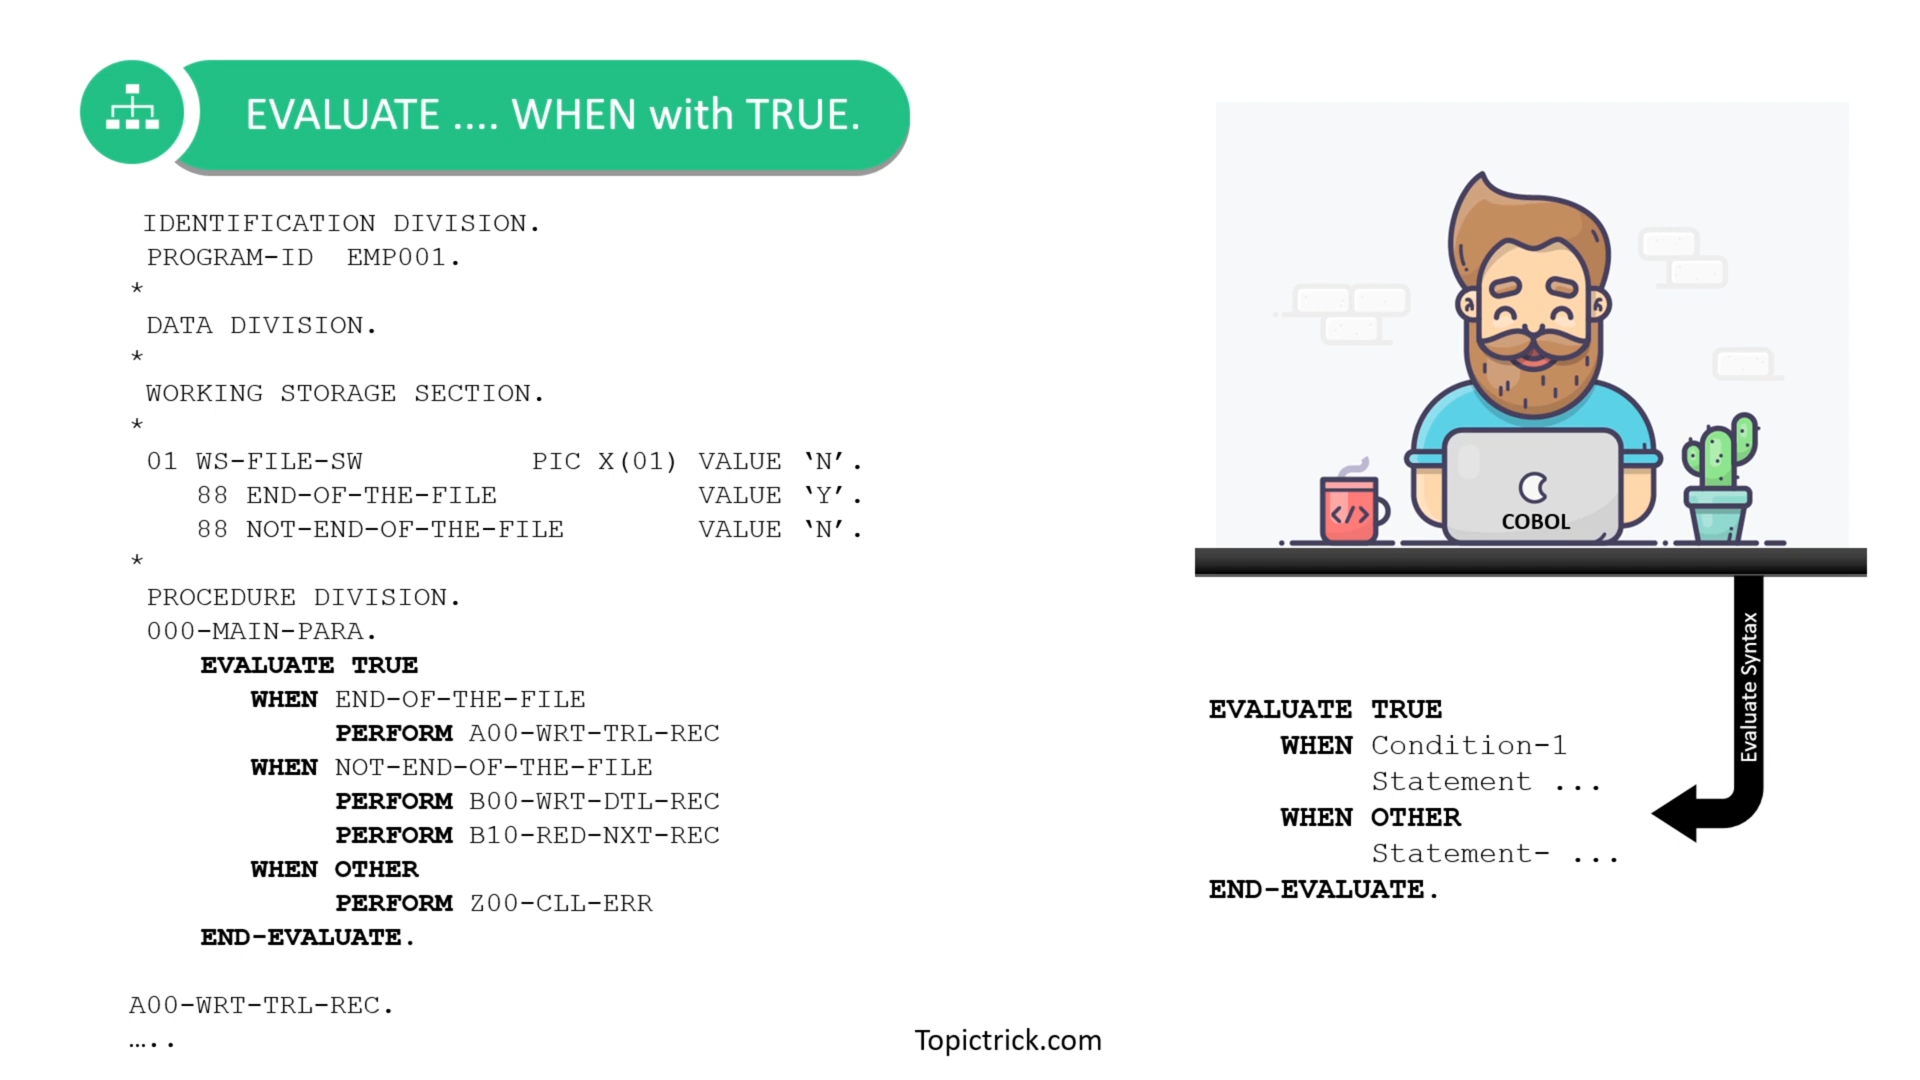 EVALUATE .... WHEN with TRUE.
IDENTIFICATION DIVISION.
PROGRAM-ID  EMP001.
*
DATA DIVISION.
*
WORKING STORAGE SECTION.
*
01 WS-FILE-SW          PIC X(01) VALUE ‘N’.
   88 END-OF-THE-FILE            VALUE ‘Y’.
   88 NOT-END-OF-THE-FILE        VALUE ‘N’.
*
PROCEDURE DIVISION.
000-MAIN-PARA.
EVALUATE TRUE
   WHEN END-OF-THE-FILE
        PERFORM A00-WRT-TRL-REC
   WHEN NOT-END-OF-THE-FILE
        PERFORM B00-WRT-DTL-REC
        PERFORM B10-RED-NXT-REC
   WHEN OTHER
        PERFORM Z00-CLL-ERR
END-EVALUATE.
A00-WRT-TRL-REC.
…..
</>
COBOL
Evaluate Syntax
EVALUATE TRUE
   WHEN Condition-1
        Statement ...
   WHEN OTHER
        Statement- ...
END-EVALUATE.
Topictrick.com